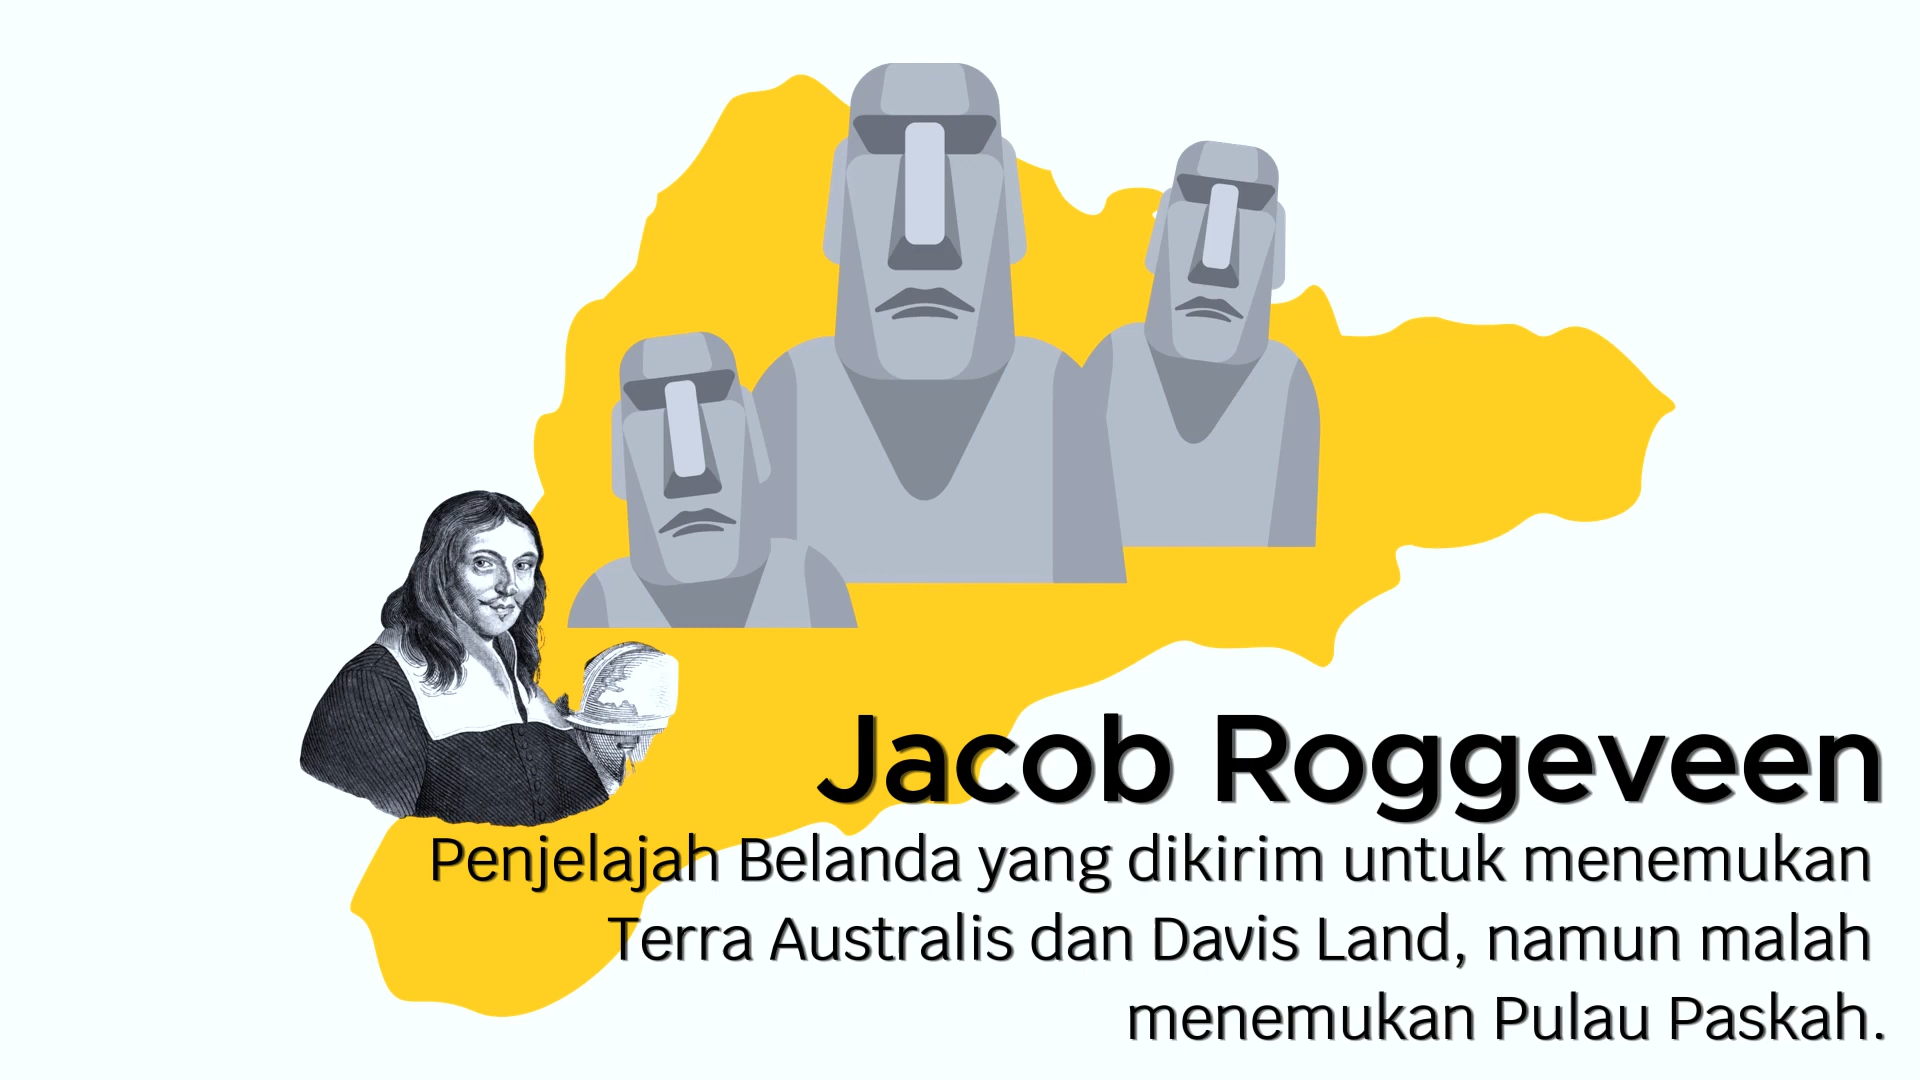 Jacob Roggeveen
Penjelajah Belanda yang dikirim untuk menemukan
Terra Australis dan Davis Land, namun malah
menemukan Pulau Paskah.